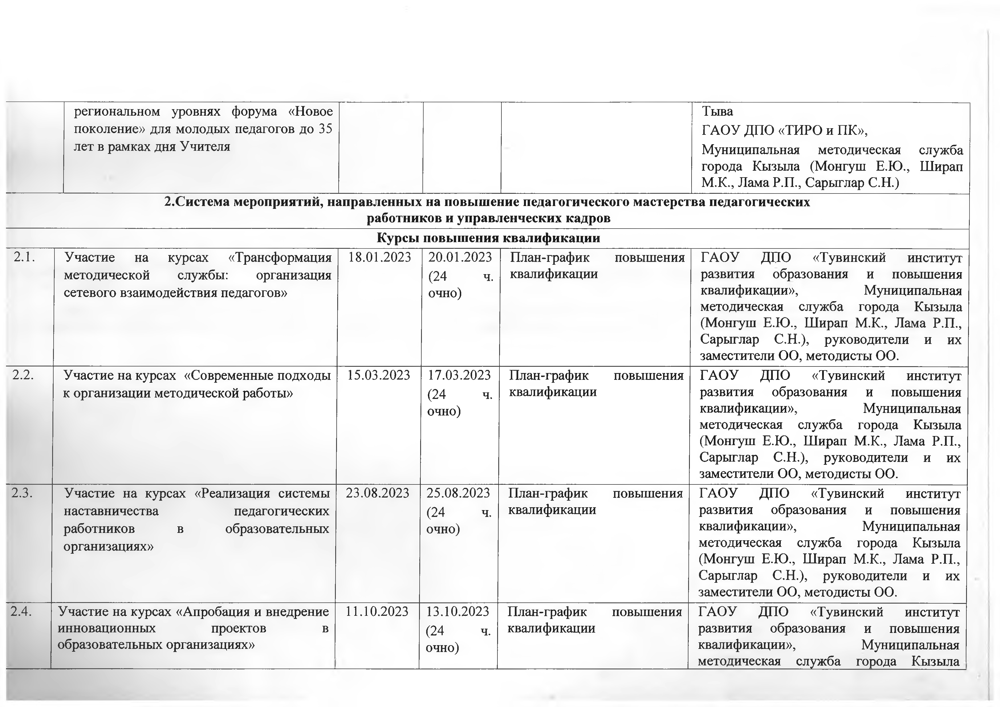 региональном уровнях форума «Новое
поколение» для молодых педагогов до 35
лет в рамках дня Учителя
Тыва
ГАОУ ДПО «ТИРО и ПК»,
Муниципальная методическая служба
города Кызыла (Монгуш Е.Ю., Ширап
М.К., Лама Р.П., Сарыглар С.Н.)
2.Система мероприятий, направленных на повышение педагогического мастерства педагогических
работников и управленческих кадров
Курсы повышения квалификации
2.1.
Участие на курсах «Трансформация
методической службы: организация
сетевого взаимодействия педагогов»
18.01.2023
20.01.2023
(24 ч.
очно)
План-график повышения
квалификации
ГАОУ ДПО «Тувинский институт
развития образования и повышения
квалификации», Муниципальная
методическая служба города Кызыла
(Монгуш Е.Ю., Ширап М.К., Лама Р.П.,
Сарыглар С.Н.), руководители и их
заместители ОО, методисты ОО.
2.2.
Участие на курсах «Современные подходы
к организации методической работы»
15.03.2023
17.03.2023
(24 ч.
очно)
План-график повышения
квалификации
ГАОУ ДПО «Тувинский институт
развития образования и повышения
квалификации», Муниципальная
методическая служба города Кызыла
(Монгуш Е.Ю., Ширап М.К., Лама Р.П.,
Сарыглар С.Н.), руководители и их
заместители ОО, методисты ОО.
2.3.
Участие на курсах «Реализация системы
наставничества педагогических
работников в образовательных
организациях»
23.08.2023
25.08.2023
(24 ч.
очно)
План-график повышения
квалификации
ГАОУ ДПО «Тувинский институт
развития образования и повышения
квалификации», Муниципальная
методическая служба города Кызыла
(Монгуш Е.Ю., Ширап М.К., Лама Р.П.,
Сарыглар С.Н.), руководители и их
заместители ОО, методисты ОО.
2.4.
Участие на курсах «Апробация и внедрение
инновационных проектов в
образовательных организациях»
11.10.2023
13.10.2023
(24 ч.
очно)
План-график повышения
квалификации
ГАОУ ДПО «Тувинский институт
развития образования и повышения
квалификации», Муниципальная
методическая служба города Кызыла